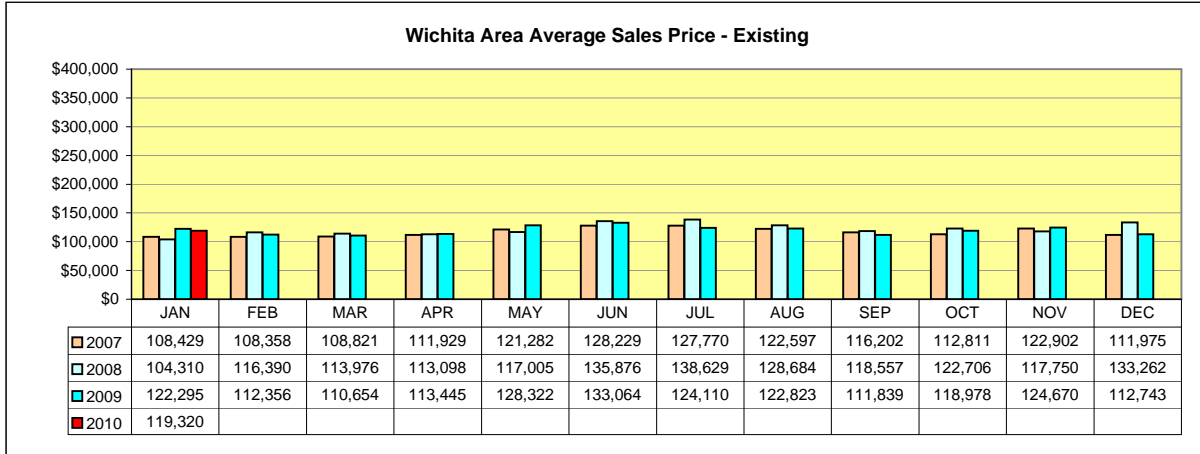 Wichita Area Average Sales Price - Existing
$400,000
$350,000
$300,000
$250,000
$200,000
$150,000
$100,000
$50,000
$0
JAN FEB MAR APR MAY JUN JUL AUG SEP OCT NOV DEC
2007 108,429 108,358 108,821 111,929 121,282 128,229 127,770 122,597 116,202 112,811 122,902 111,975
2008 104,310 116,390 113,976 113,098 117,005 135,876 138,629 128,684 118,557 122,706 117,750 133,262
2009 122,295 112,356 110,654 113,445 128,322 133,064 124,110 122,823 111,839 118,978 124,670 112,743
2010 119,320